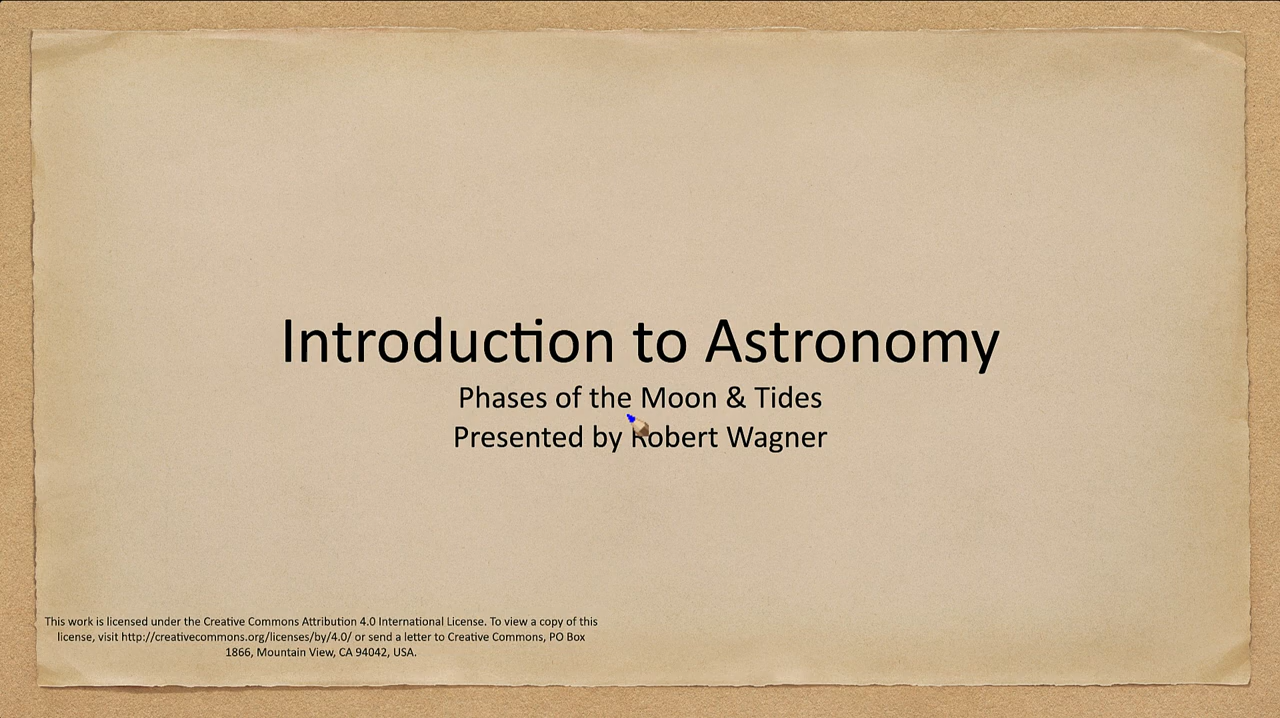 Introduction to Astronomy
Phases of the Moon & Tides
Presented by Robert Wagner
This work is licensed under the Creative Commons Attribution 4.0 International License. To view a copy of this
license, visit http://creativecommons.org/licenses/by/4.0/ or send a letter to Creative Commons, PO Box
1866, Mountain View, CA 94042, USA.